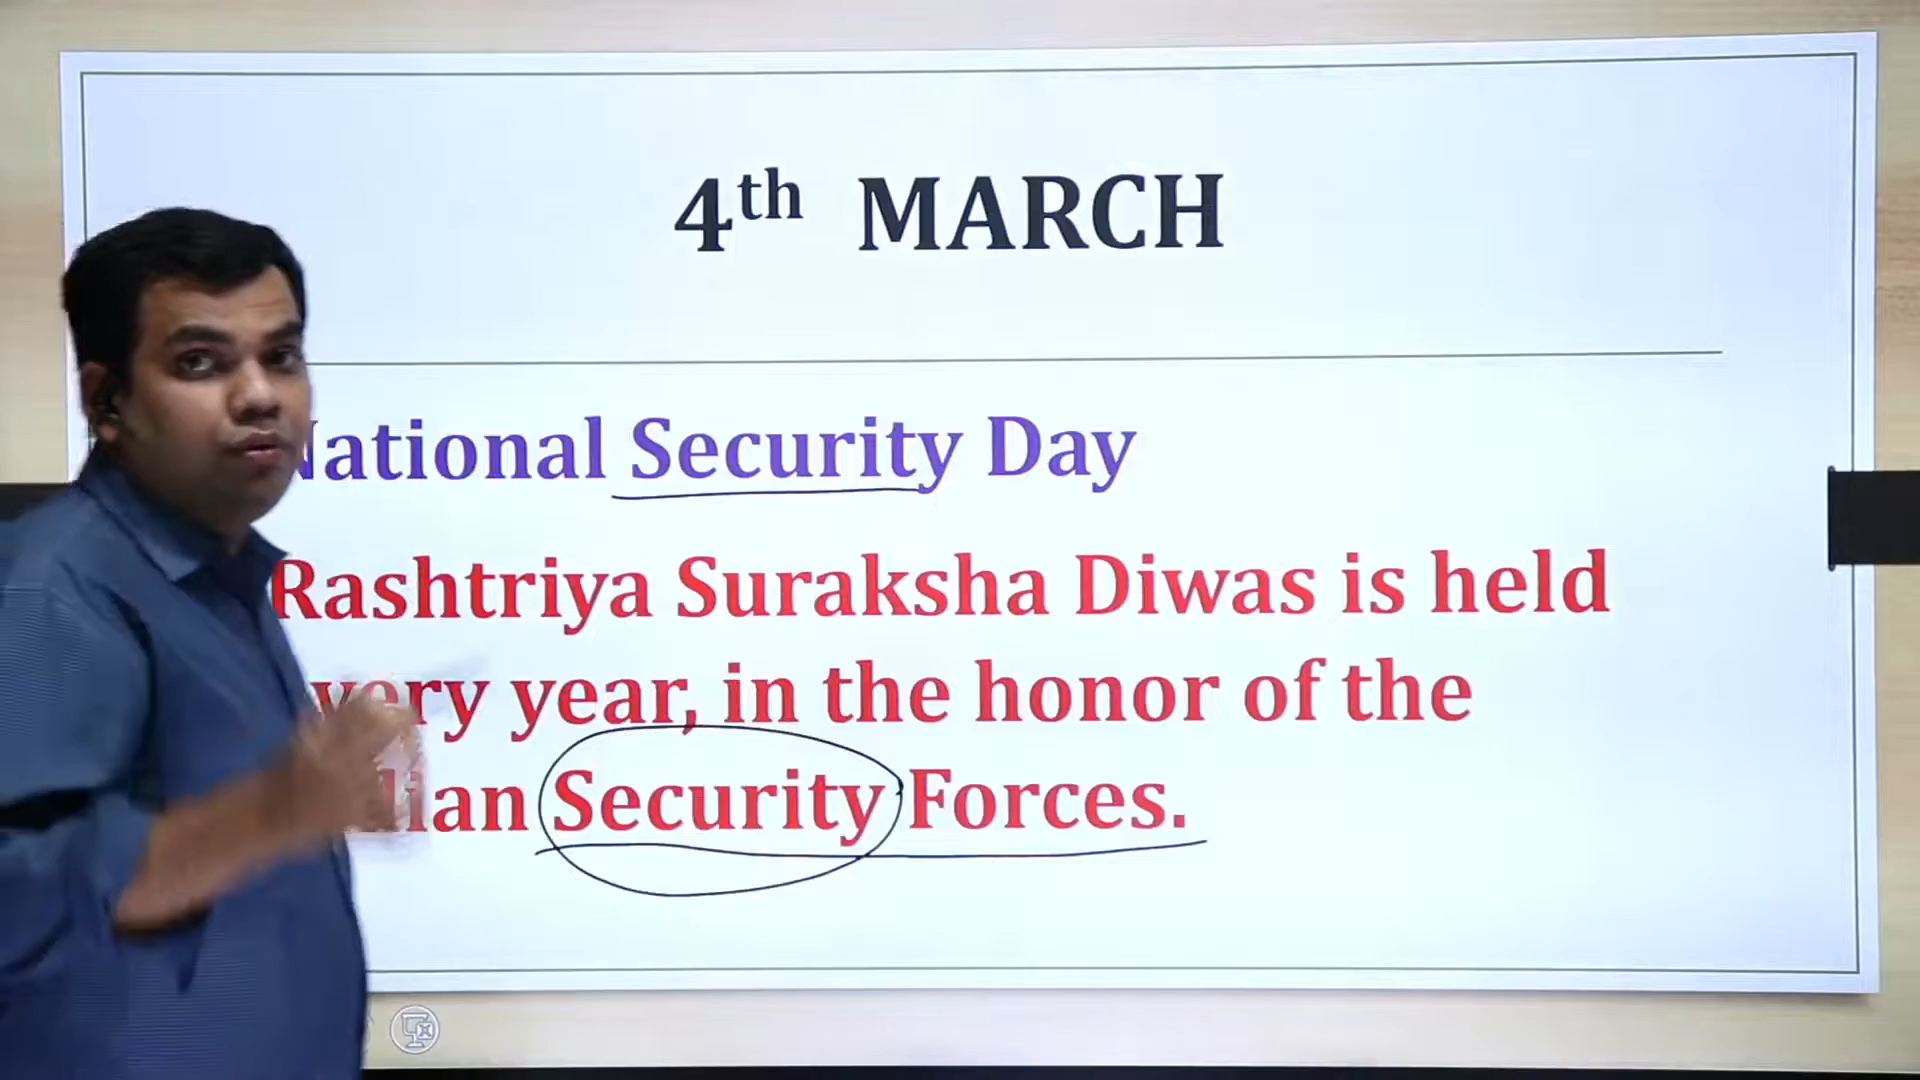 4th MARCH
National Security Day
Rashtriya Suraksha Diwas is held
year, in the honor of the
Security Forces.